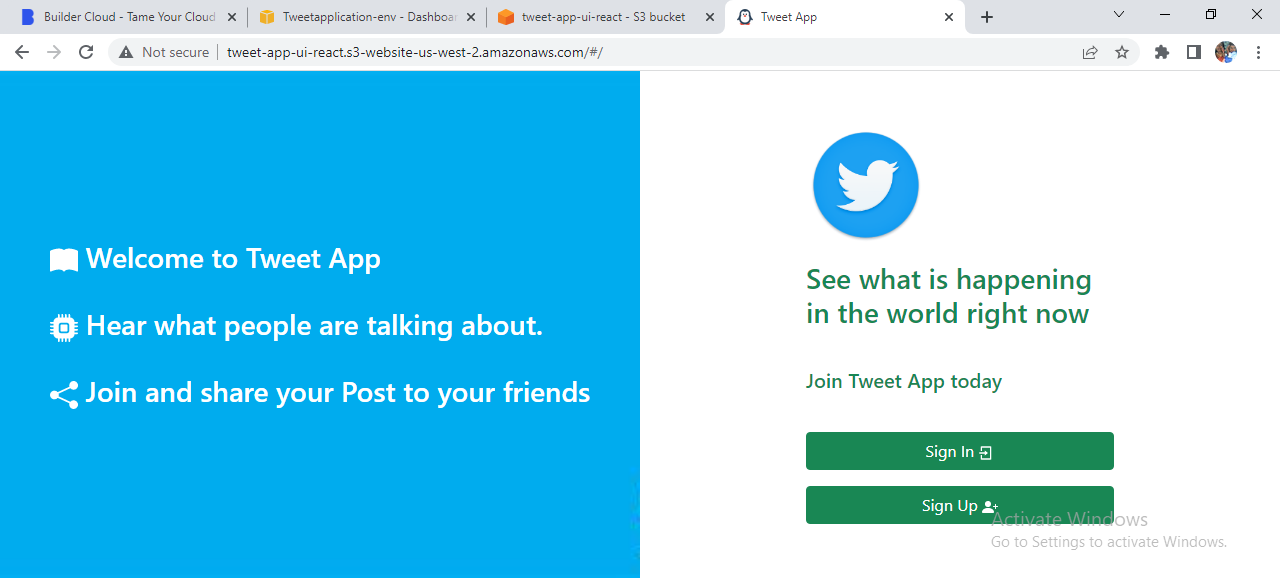 Builder Cloud - Tame Your Cloud
Tweetapplication-env - Dashboar
tweet-app-ui-react - S3 bucket
Tweet App
Not secure
tweet-app-ui-react.s3-website-us-west-2.amazonaws.com/#/
Welcome to Tweet App
Hear what people are talking about.
Join and share your Post to your friends
See what is happening
in the world right now
Join Tweet App today
Sign In
Sign Up
Activate Windows
Go to Settings to activate Windows.